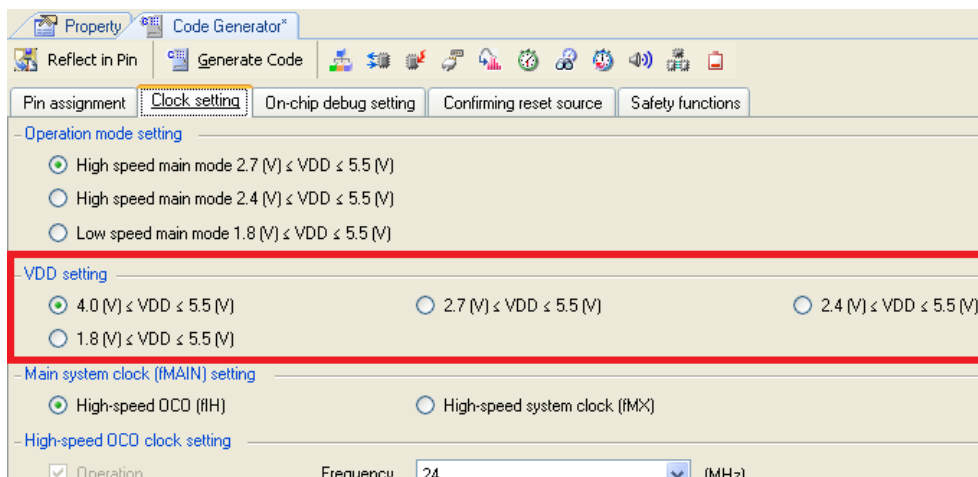 Property Code Generator*
Reflect in Pin Generate Code
Pin assignment Clock setting On-chip debug setting Confirming reset source Safety functions
Operation mode setting
High speed main mode 2.7 (V) ≤ VDD ≤ 5.5 (V)
High speed main mode 2.4 (V) ≤ VDD ≤ 5.5 (V)
Low speed main mode 1.8 (V) ≤ VDD ≤ 5.5 (V)
VDD setting
4.0 (V) ≤ VDD ≤ 5.5 (V) 2.7 (V) ≤ VDD ≤ 5.5 (V) 2.4 (V) ≤ VDD ≤ 5.5 (V)
1.8 (V) ≤ VDD ≤ 5.5 (V)
Main system clock (fMAIN) setting
High-speed OCO (fIH) High-speed system clock (fMX)
High-speed OCO clock setting
Operation Frequency 24 (MHz)